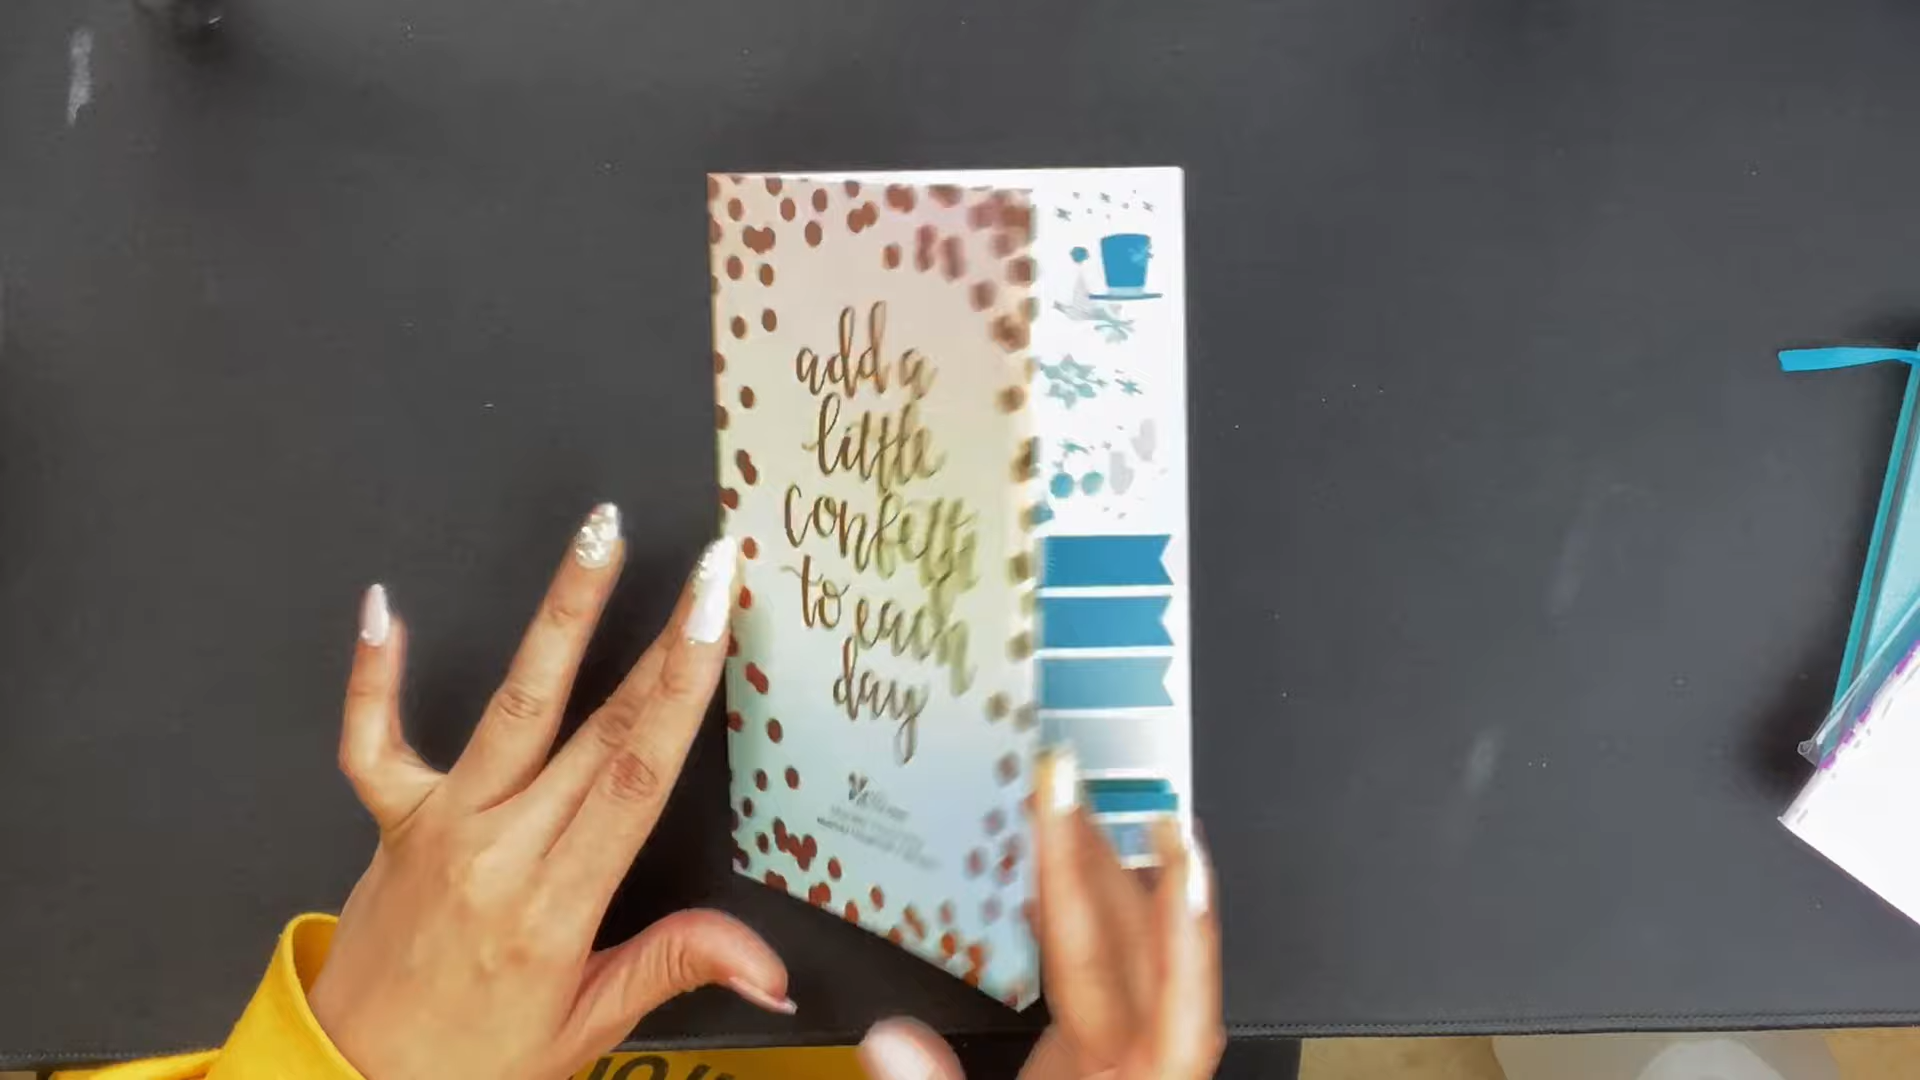 add a
little
confetti
to each
day